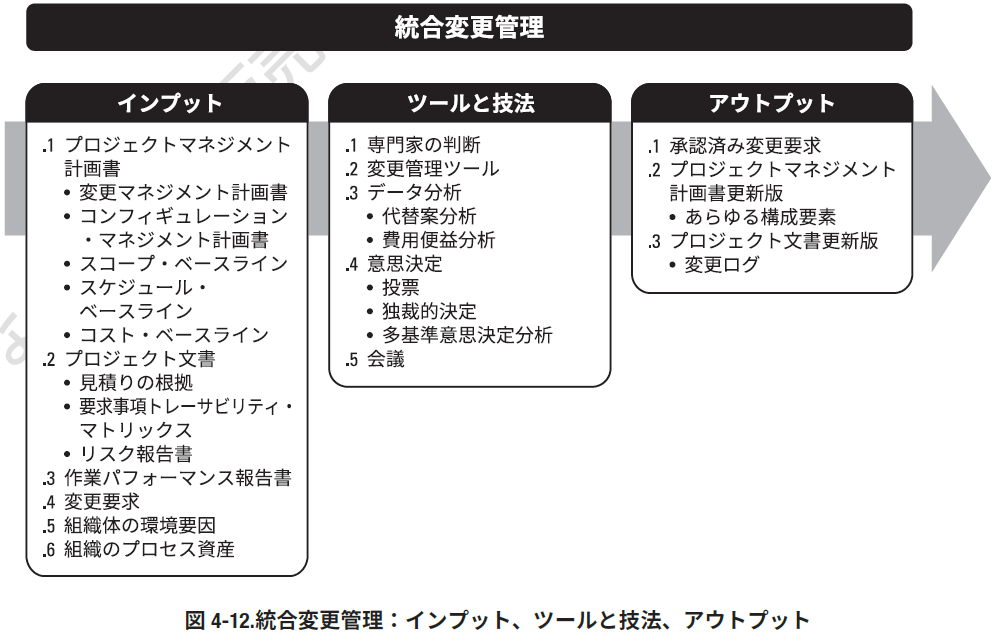 統合変更管理
インプット
.1 プロジェクトマネジメント
計画書
• 変更マネジメント計画書
• コンフィギュレーション
・マネジメント計画書
• スコープ・ベースライン
• スケジュール・
ベースライン
• コスト・ベースライン
.2 プロジェクト文書
• 見積りの根拠
• 要求事項トレーサビリティ・
マトリックス
• リスク報告書
.3 作業パフォーマンス報告書
.4 変更要求
.5 組織体の環境要因
.6 組織のプロセス資産
ツールと技法
.1 専門家の判断
.2 変更管理ツール
.3 データ分析
• 代替案分析
• 費用便益分析
.4 意思決定
• 投票
• 独裁的決定
• 多基準意思決定分析
.5 会議
アウトプット
.1 承認済み変更要求
.2 プロジェクトマネジメント
計画書更新版
• あらゆる構成要素
.3 プロジェクト文書更新版
• 変更ログ
図 4-12.統合変更管理：インプット、ツールと技法、アウトプット